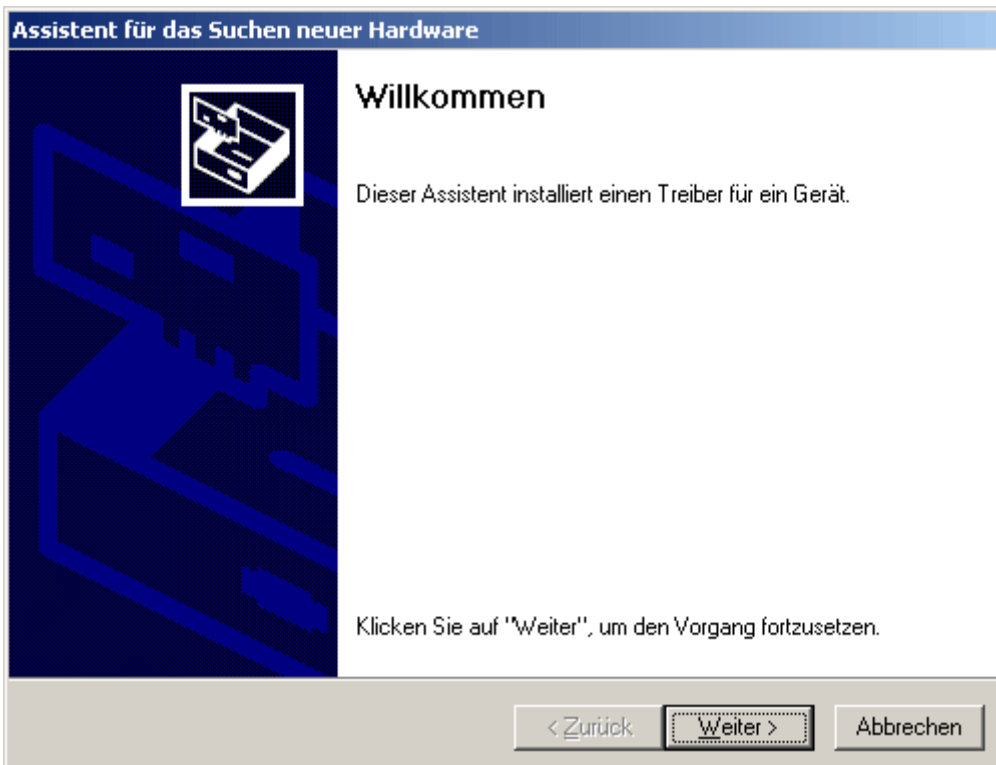 Assistent für das Suchen neuer Hardware
Willkommen
Dieser Assistent installiert einen Treiber für ein Gerät.
Klicken Sie auf "Weiter", um den Vorgang fortzusetzen.
< Zurück
Weiter >
Abbrechen